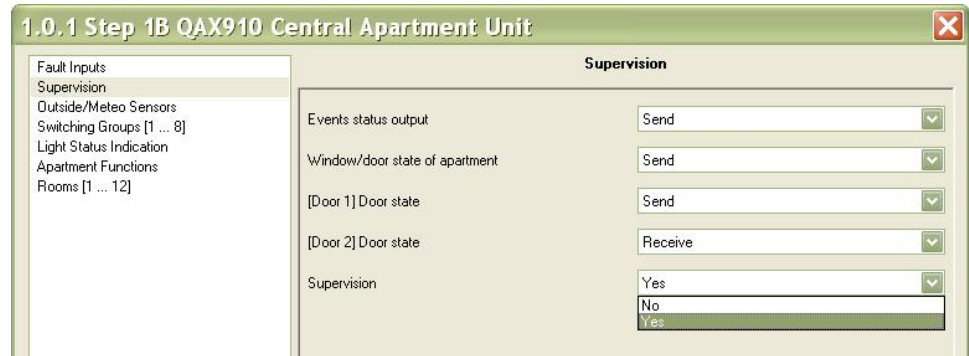 1.0.1 Step 1B QAX910 Central Apartment Unit
Fault Inputs
Supervision
Outside/Meteo Sensors
Switching Groups [1 ... 8]
Light Status Indication
Apartment Functions
Rooms [1 ... 12]
Supervision
Events status output Send
Window/door state of apartment Send
[Door 1] Door state Send
[Door 2] Door state Receive
Supervision Yes
No
Yes